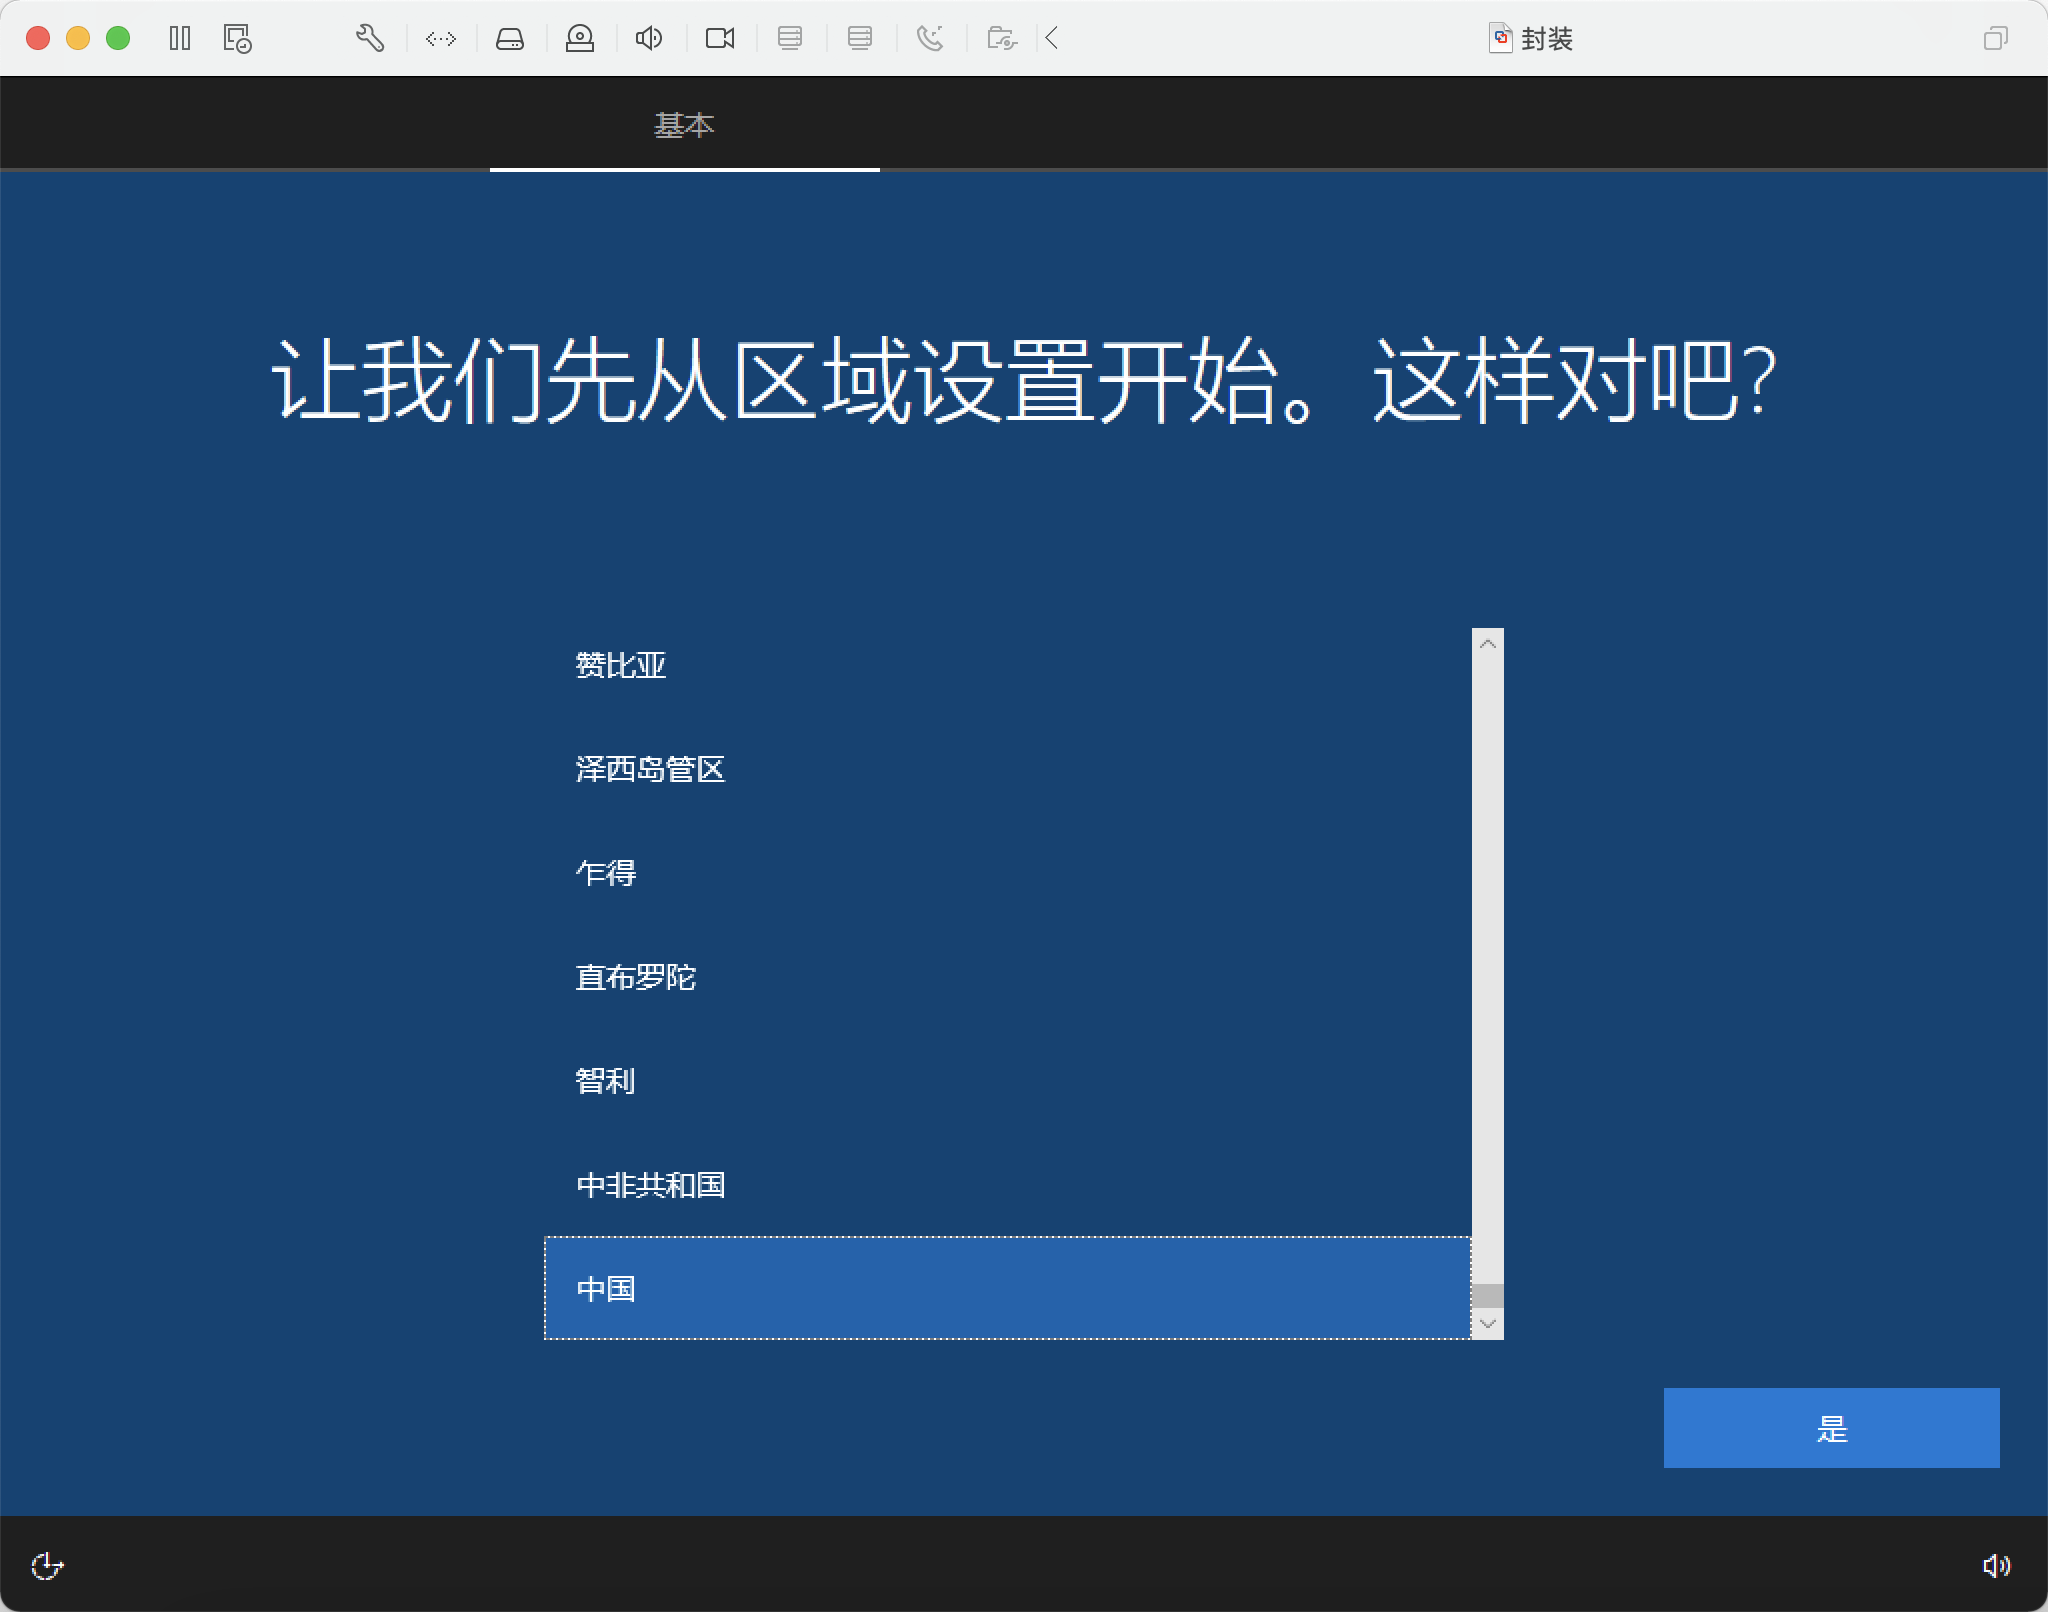 封装
基本
让我们先从区域设置开始。这样对吧?
赞比亚
泽西岛管区
乍得
直布罗陀
智利
中非共和国
中国
是